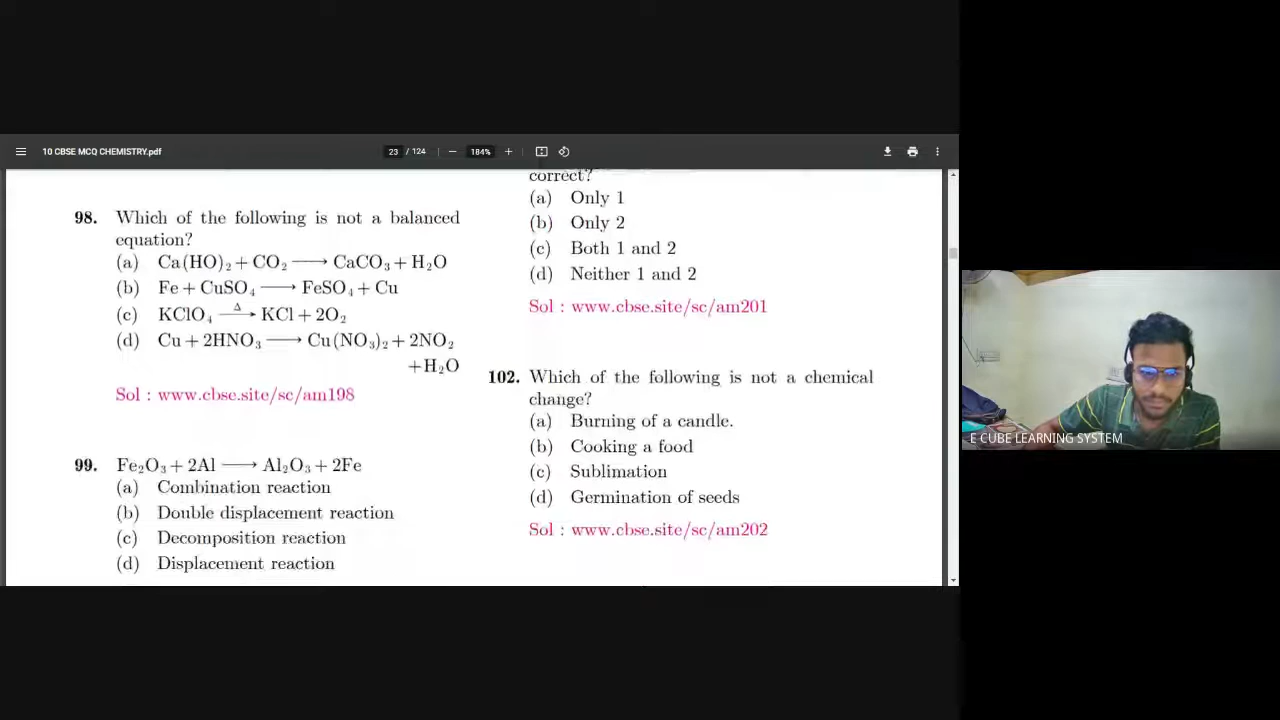 10 CBSE MCQ CHEMISTRY.pdf
23 / 124
184%
98. Which of the following is not a balanced
equation?
(a) Ca(HO)₂ + CO₂ ⟶ CaCO₃ + H₂O
(b) Fe + CuSO₄ ⟶ FeSO₄ + Cu
(c) KClO₄ —Δ→ KCl + 2O₂
(d) Cu + 2HNO₃ ⟶ Cu(NO₃)₂ + 2NO₂
+H₂O
Sol : www.cbse.site/sc/am198
99. Fe₂O₃ + 2Al ⟶ Al₂O₃ + 2Fe
(a) Combination reaction
(b) Double displacement reaction
(c) Decomposition reaction
(d) Displacement reaction
correct?
(a) Only 1
(b) Only 2
(c) Both 1 and 2
(d) Neither 1 and 2
Sol : www.cbse.site/sc/am201
102. Which of the following is not a chemical
change?
(a) Burning of a candle.
(b) Cooking a food
(c) Sublimation
(d) Germination of seeds
Sol : www.cbse.site/sc/am202
E CUBE LEARNING SYSTEM